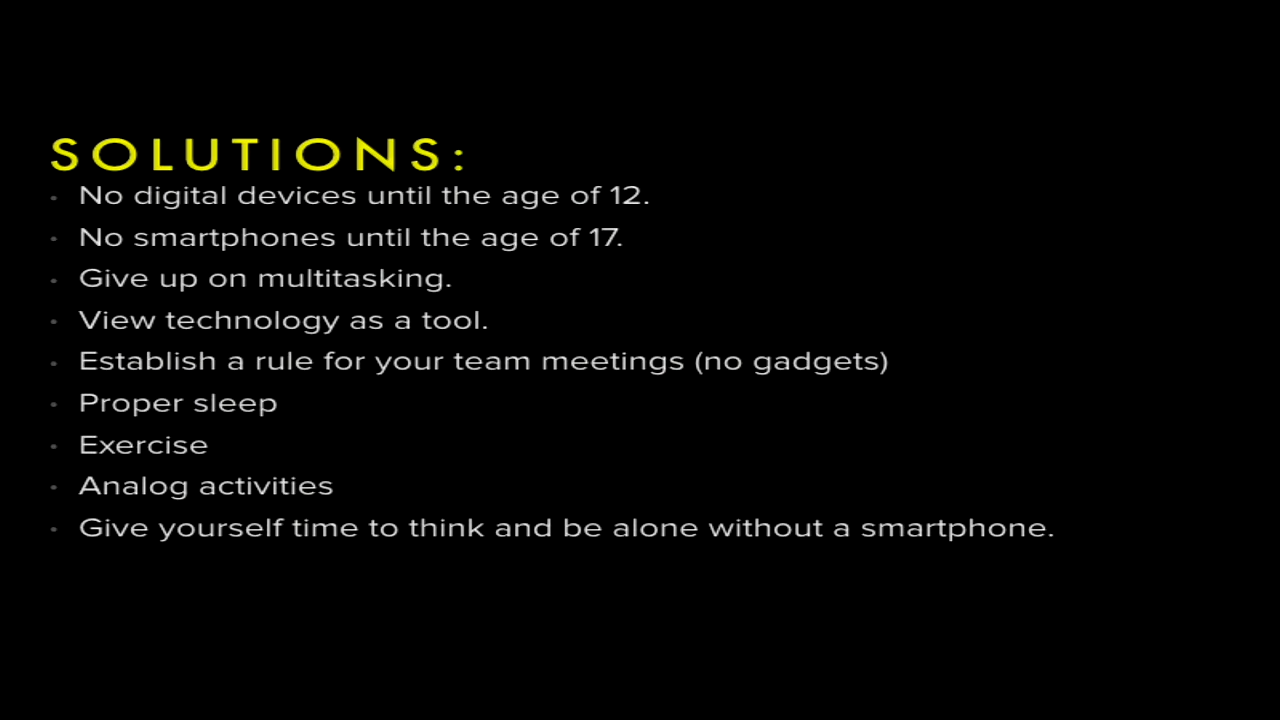 SOLUTIONS:
• No digital devices until the age of 12.
• No smartphones until the age of 17.
• Give up on multitasking.
• View technology as a tool.
• Establish a rule for your team meetings (no gadgets)
• Proper sleep
• Exercise
• Analog activities
• Give yourself time to think and be alone without a smartphone.